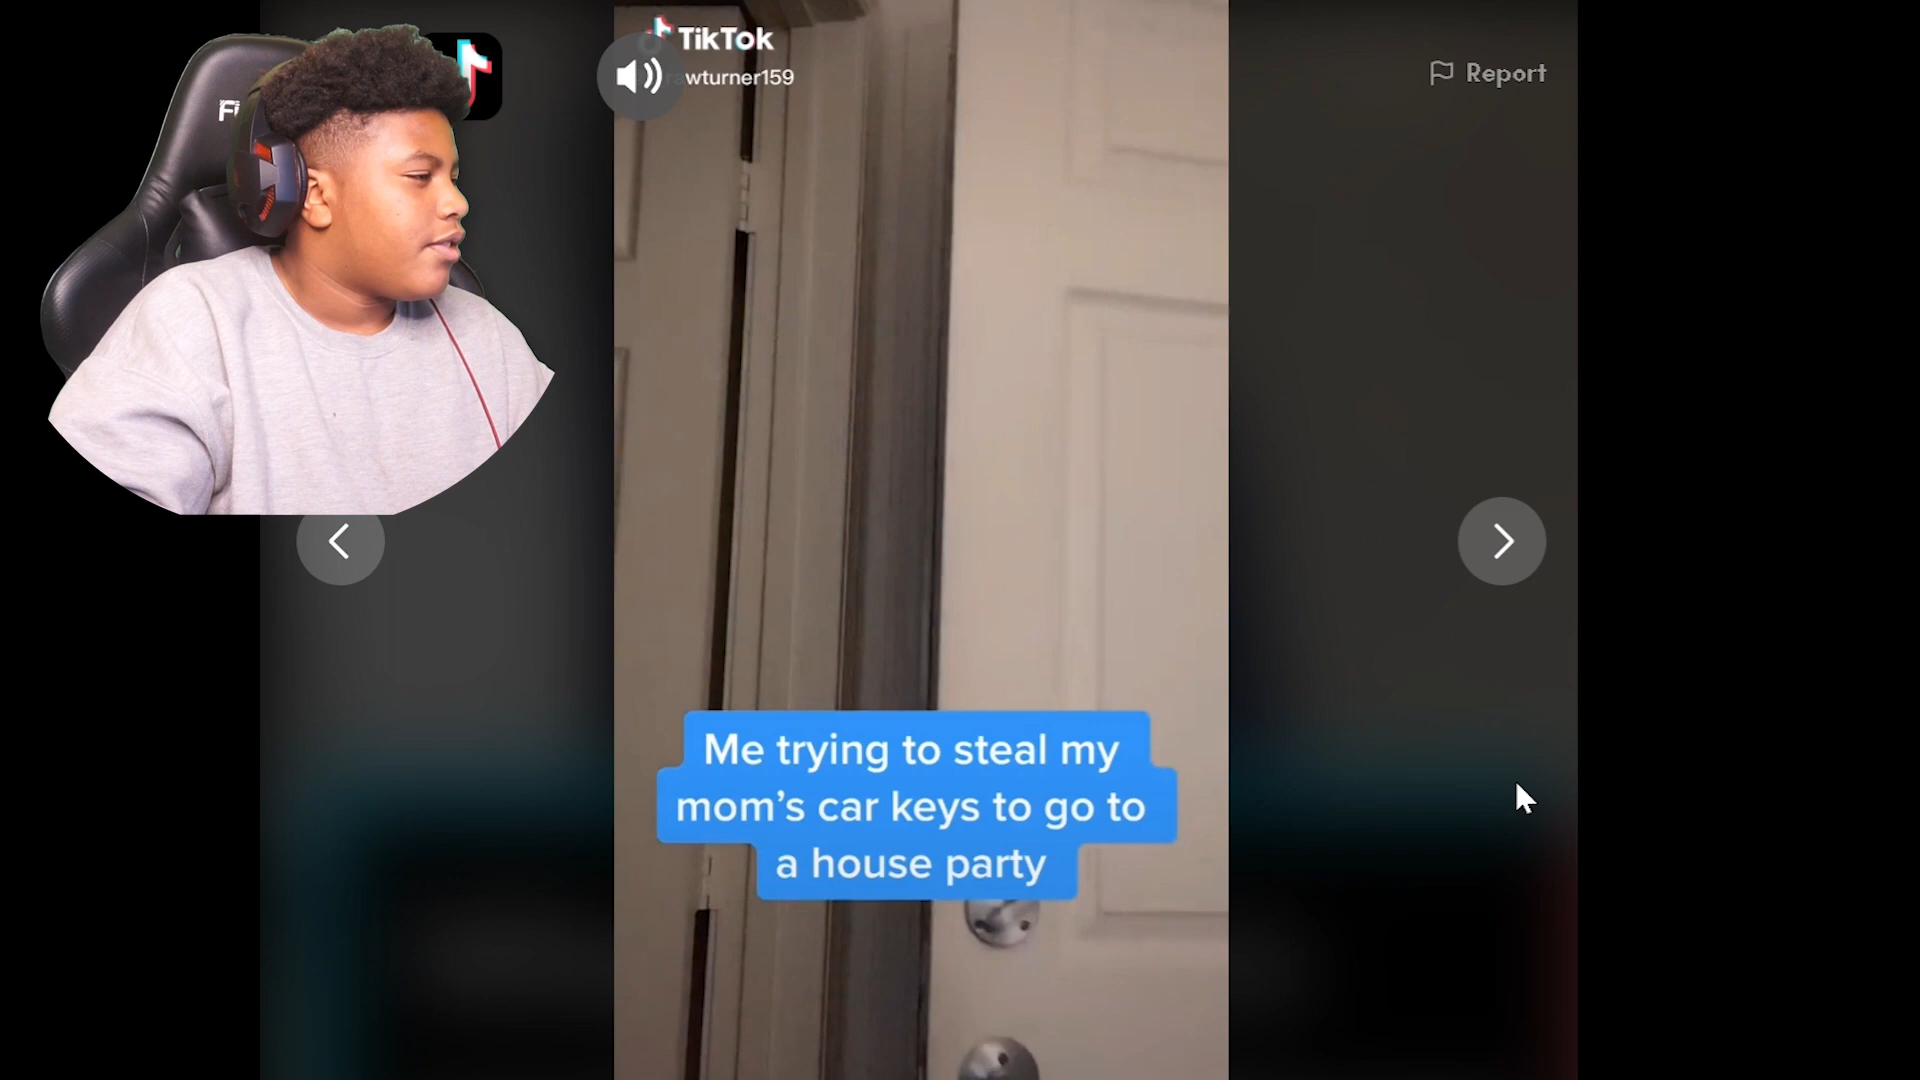 TikTok
wturner159
Report
Me trying to steal my
mom's car keys to go to
a house party